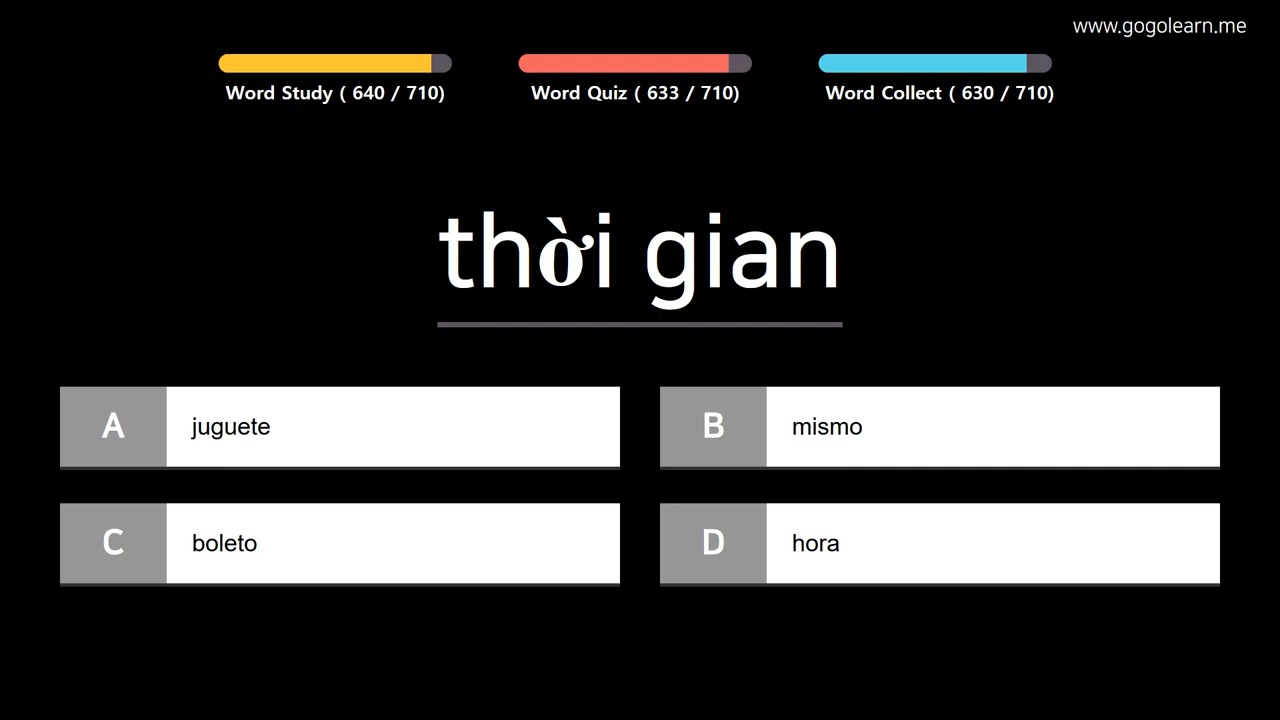 www.gogolearn.me
Word Study ( 640 / 710)
Word Quiz ( 633 / 710)
Word Collect ( 630 / 710)
thời gian
A juguete
B mismo
C boleto
D hora